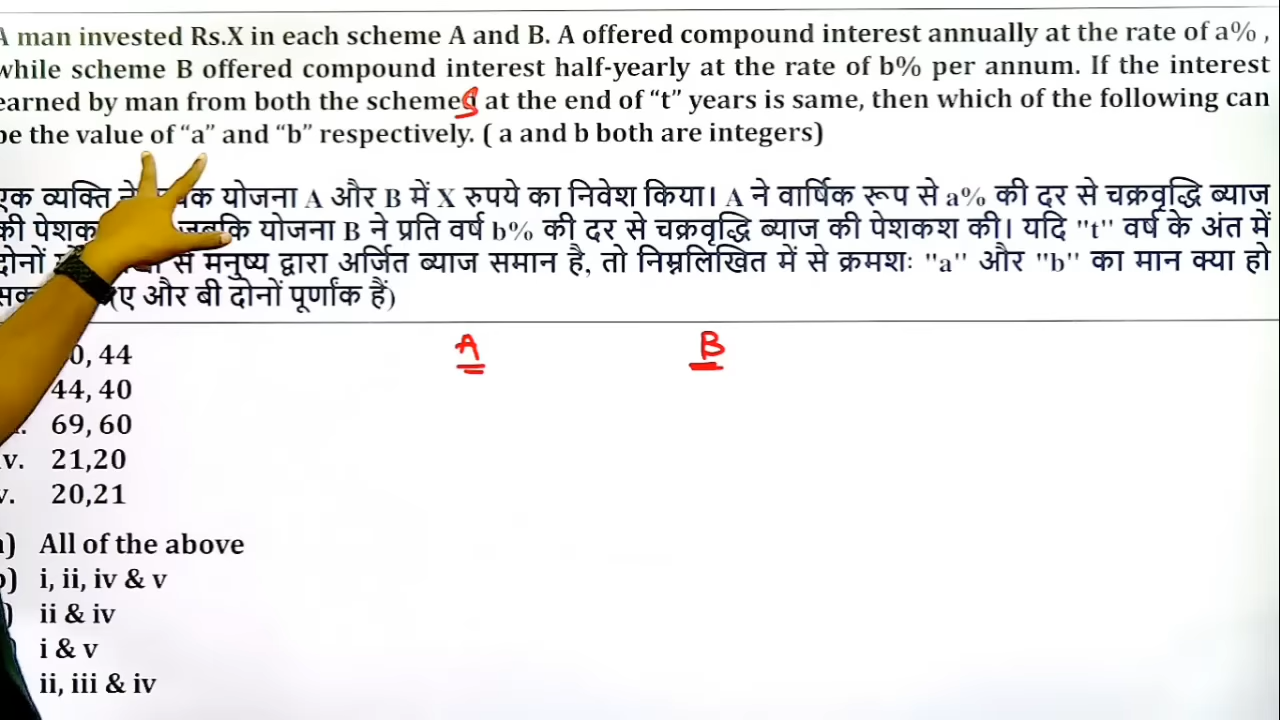 A man invested Rs.X in each scheme A and B. A offered compound interest annually at the rate of a% ,
while scheme B offered compound interest half-yearly at the rate of b% per annum. If the interest
earned by man from both the schemes at the end of “t” years is same, then which of the following can
be the value of “a” and “b” respectively. ( a and b both are integers)
एक व्यक्ति ने योजना A और B में X रुपये का निवेश किया। A ने वार्षिक रूप से a% की दर से चक्रवृद्धि ब्याज
की जबकि योजना B ने प्रति वर्ष b% की दर से चक्रवृद्धि ब्याज की पेशकश की। यदि "t" वर्ष के अंत में
दोनों से मनुष्य द्वारा अर्जित ब्याज समान है, तो निम्नलिखित में से क्रमशः "a" और "b" का मान क्या हो
(ए और बी दोनों पूर्णांक हैं)
A B
0, 44
44, 40
69, 60
iv. 21,20
v. 20,21
a) All of the above
b) i, ii, iv & v
) ii & iv
i & v
ii, iii & iv